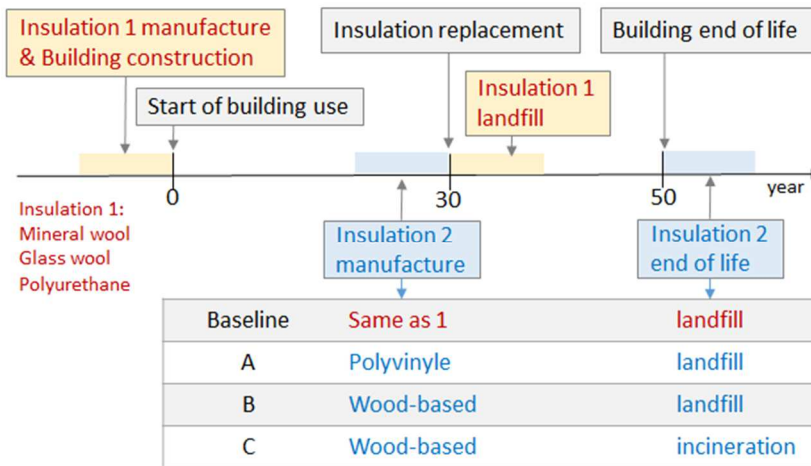 Insulation 1 manufacture
& Building construction
Insulation replacement
Building end of life
Start of building use
Insulation 1
landfill
0
30
50
year
Insulation 1:
Mineral wool
Glass wool
Polyurethane
Insulation 2
manufacture
Insulation 2
end of life
Baseline Same as 1 landfill
A Polyvinyle landfill
B Wood-based landfill
C Wood-based incineration